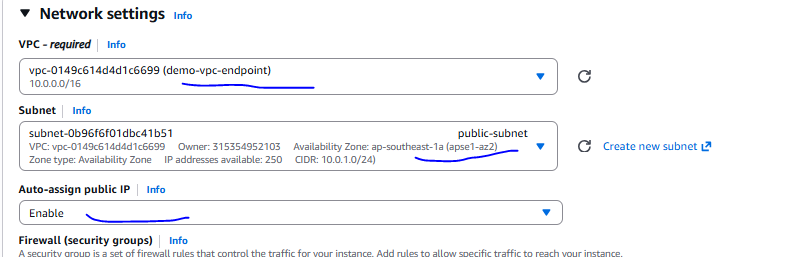 Network settings Info
VPC - required Info
vpc-0149c614d4d1c6699 (demo-vpc-endpoint)
10.0.0.0/16
Subnet Info
subnet-0b96f6f01dbc41b51 public-subnet
VPC: vpc-0149c614d4d1c6699 Owner: 315354952103 Availability Zone: ap-southeast-1a (apse1-az2)
Zone type: Availability Zone IP addresses available: 250 CIDR: 10.0.1.0/24)
Create new subnet
Auto-assign public IP Info
Enable
Firewall (security groups) Info
A security group is a set of firewall rules that control the traffic for your instance. Add rules to allow specific traffic to reach your instance.